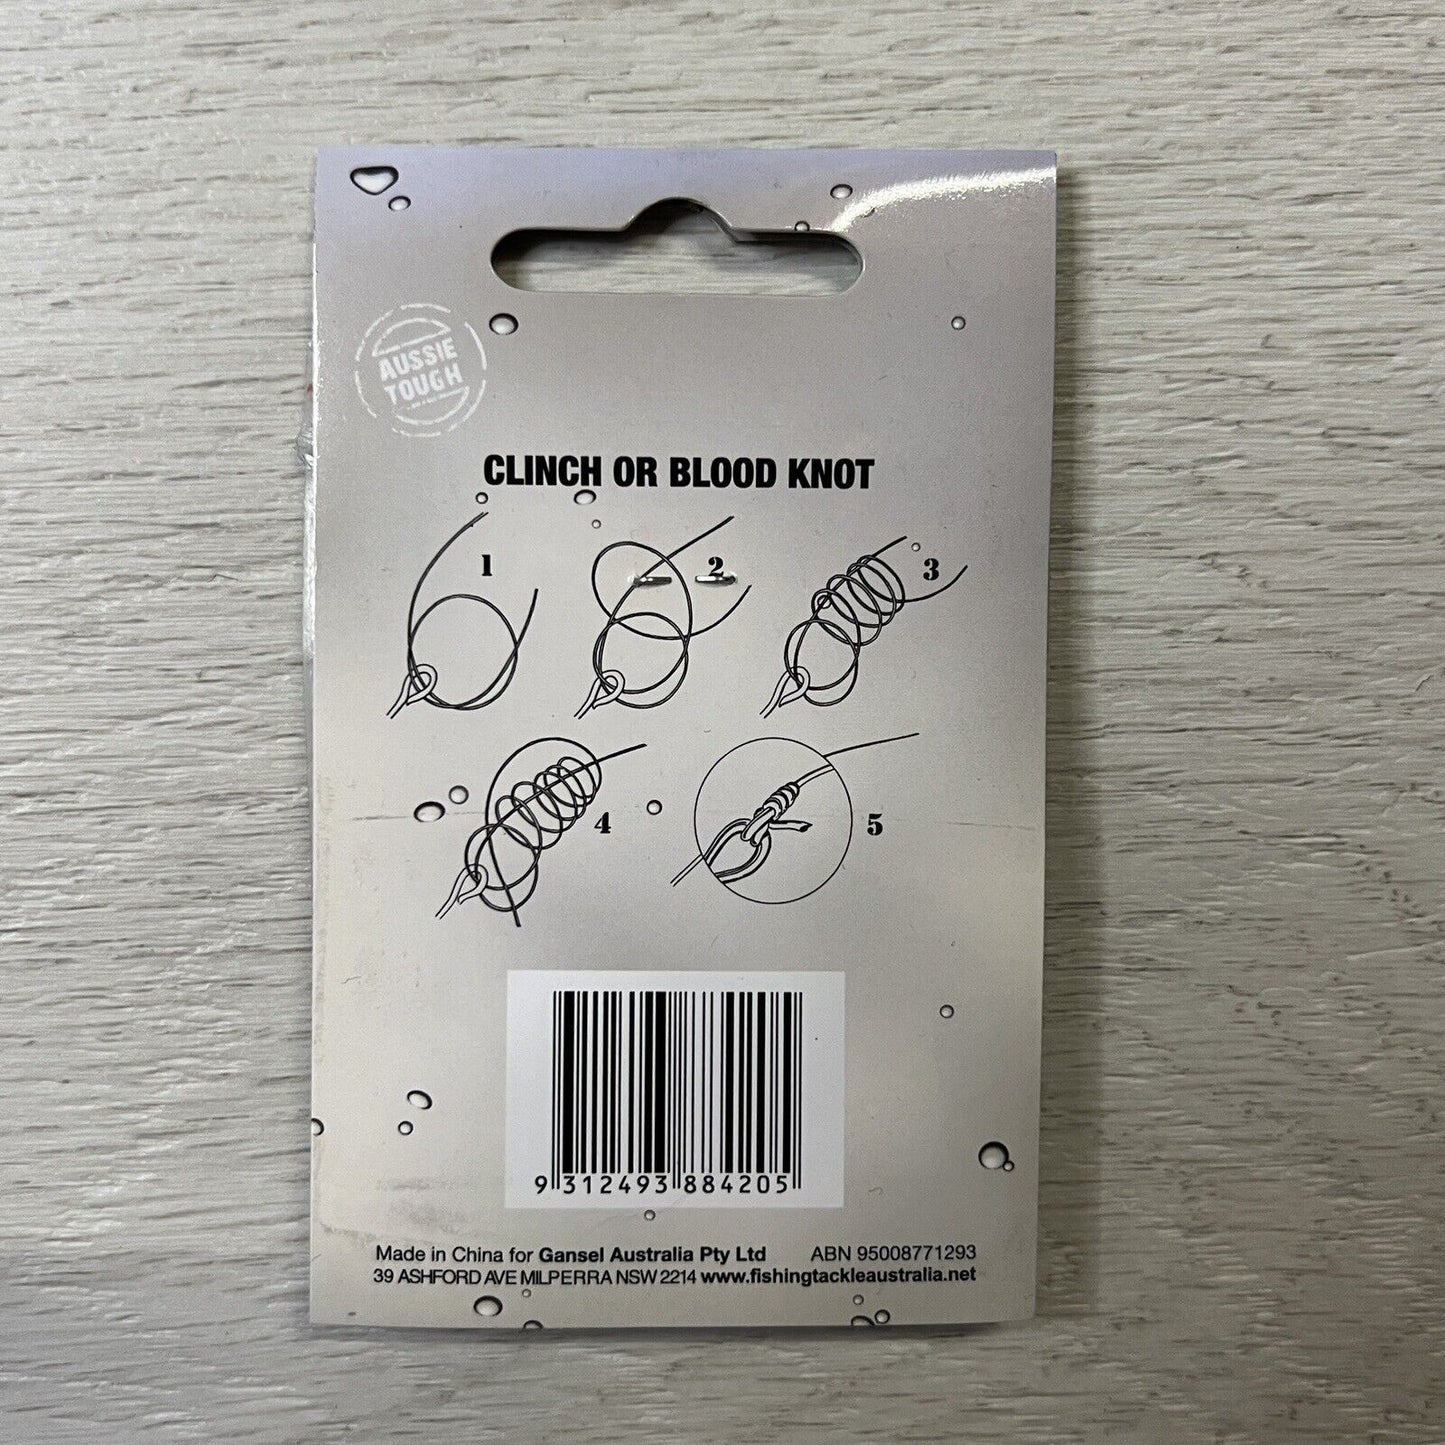 AUSSIE
TOUGH
CLINCH OR BLOOD KNOT
1
2
3
4
5
9 312493 884205
Made in China for Gansel Australia Pty Ltd ABN 95008771293
39 ASHFORD AVE MILPERRA NSW 2214 www.fishingtackleaustralia.net